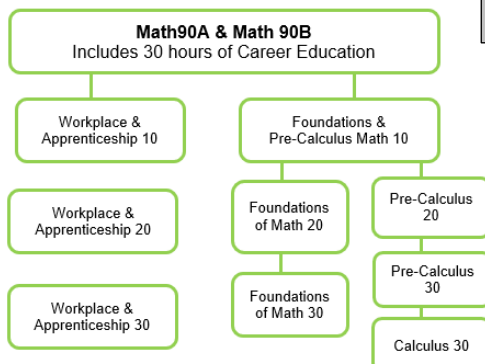 Math90A & Math 90B
Includes 30 hours of Career Education
Workplace &
Apprenticeship 10
Foundations &
Pre-Calculus Math 10
Workplace &
Apprenticeship 20
Foundations
of Math 20
Pre-Calculus
20
Workplace &
Apprenticeship 30
Foundations
of Math 30
Pre-Calculus
30
Calculus 30